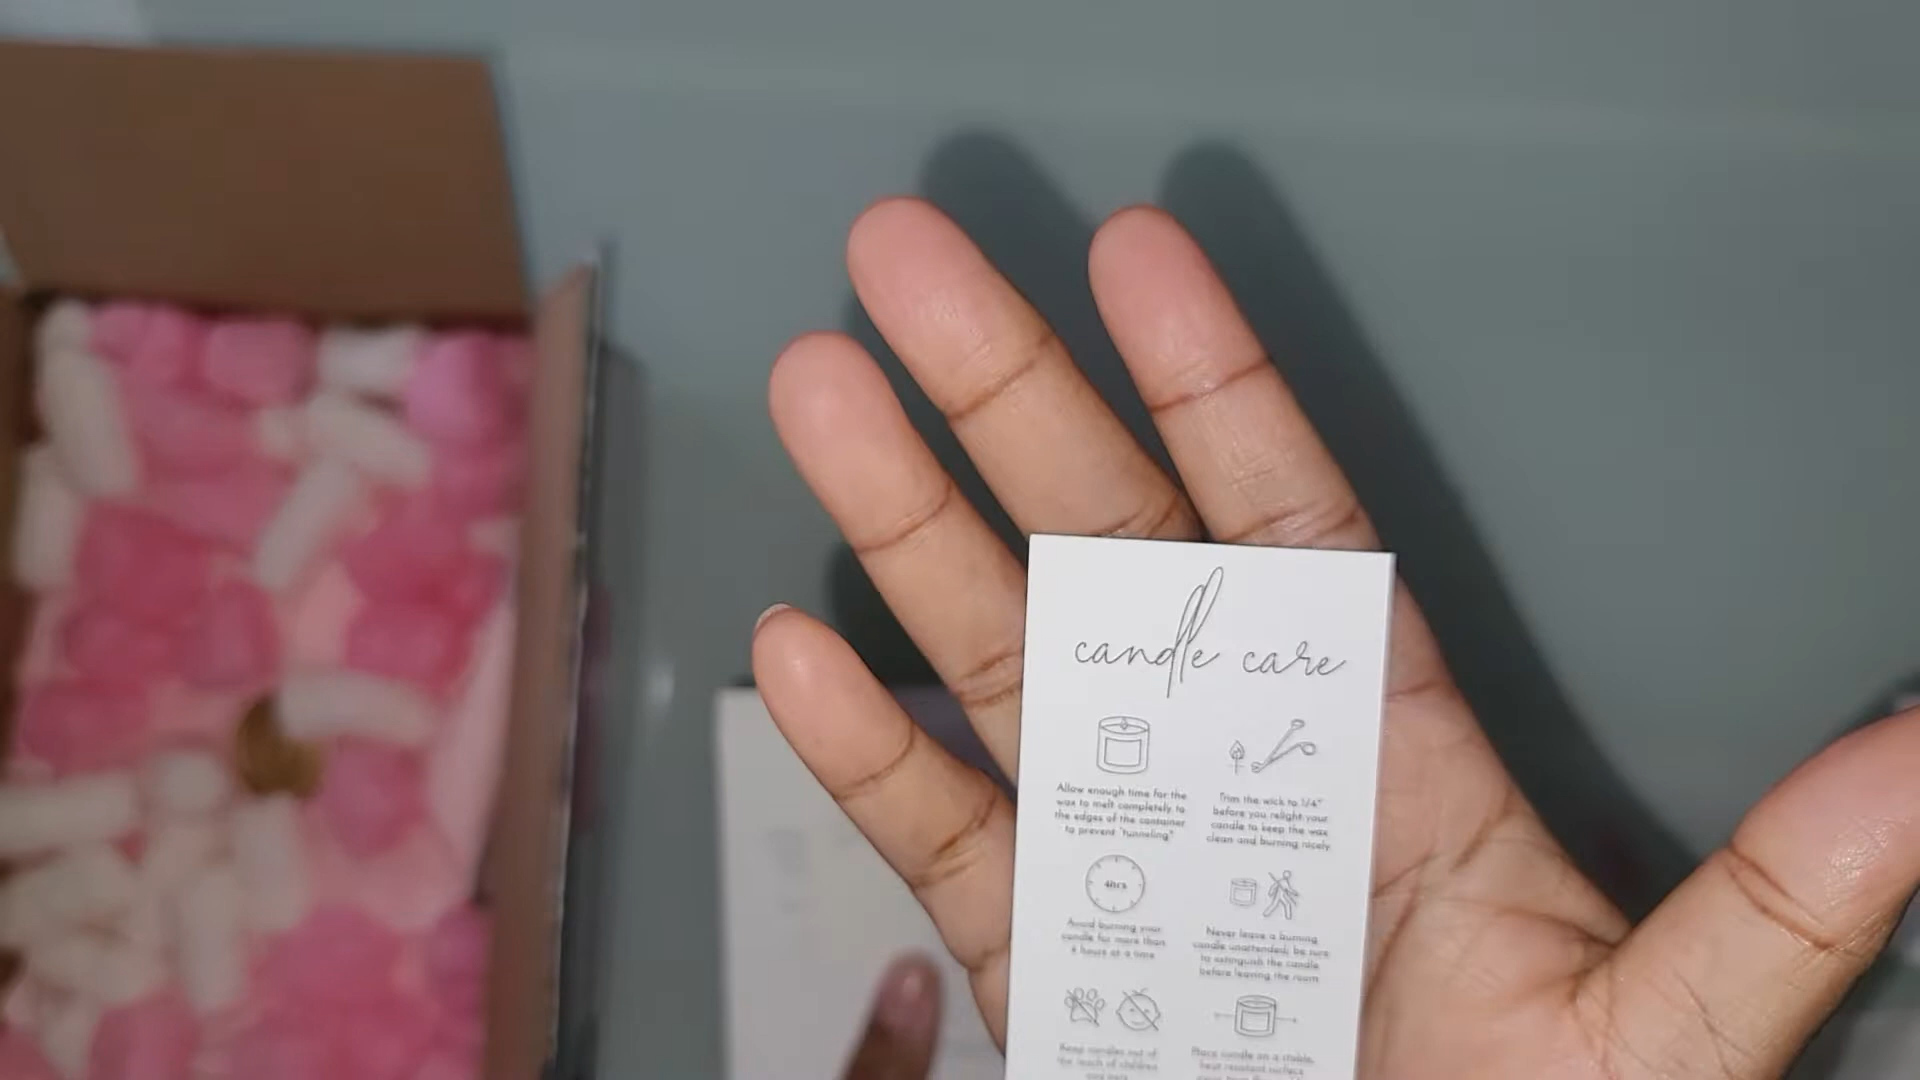 candle care
Allow enough time for the
wax to melt completely to
the edges of the container
to prevent "tunneling"
Trim the wick to 1/4"
before you relight your
candle to keep the wax
clean and burning nicely
4hrs
Avoid burning your
candle for more than
4 hours at a time
Never leave a burning
candle unattended; be sure
to extinguish the candle
before leaving the room
Keep candles out of
the reach of children
Place candle on a stable,
heat resistant surface